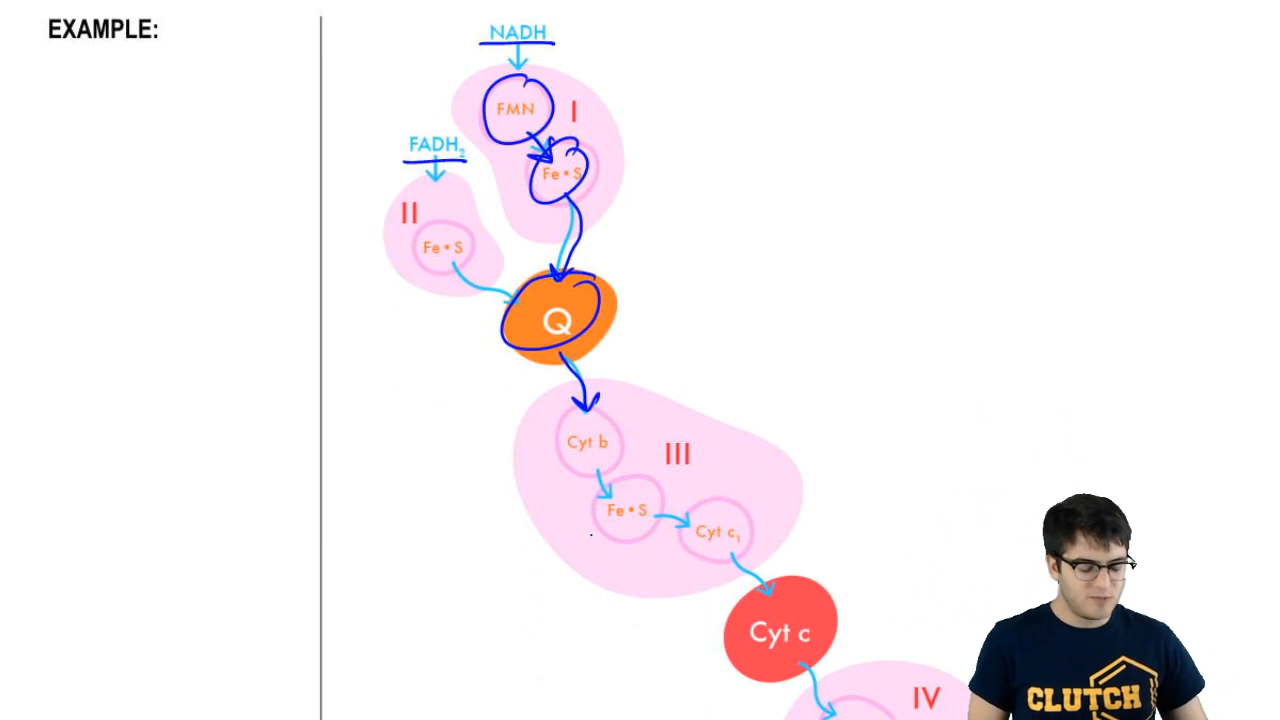 EXAMPLE:
NADH
FMN
I
FADH₂
Fe•S
II
Fe•S
Q
Cyt b
III
Fe•S
Cyt c₁
Cyt c
IV
CLUTCH